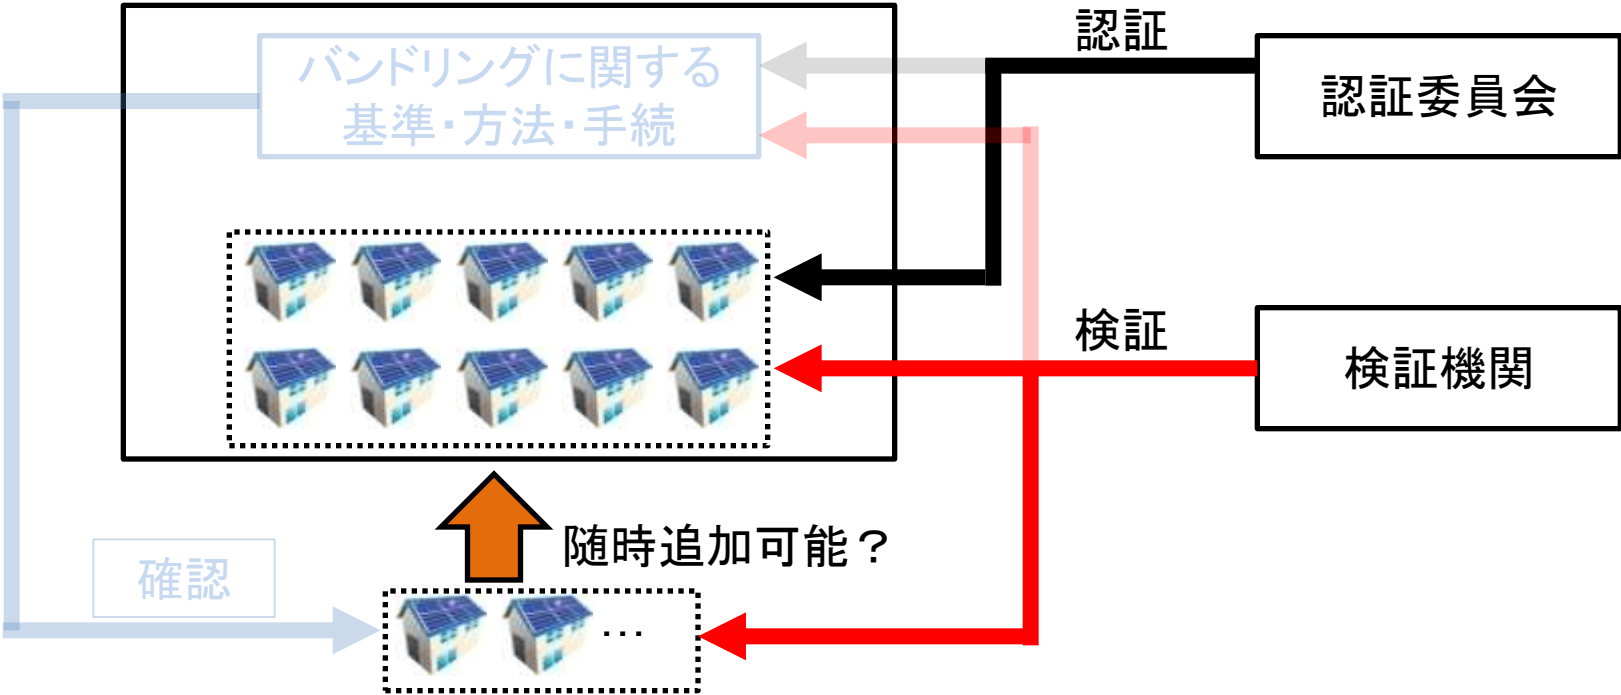 認証
バンドリングに関する
基準・方法・手続
認証委員会
検証
検証機関
随時追加可能？
確認
…